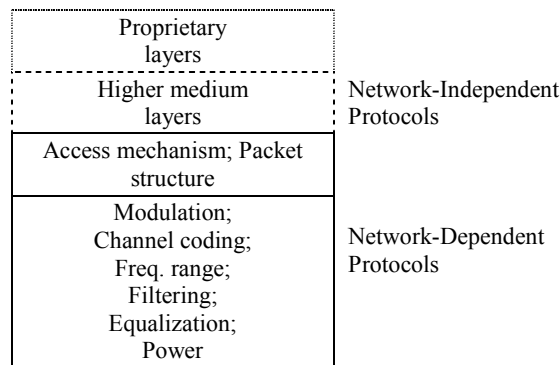 Proprietary
layers
Higher medium
layers
Network-Independent
Protocols
Access mechanism; Packet
structure
Modulation;
Channel coding;
Freq. range;
Filtering;
Equalization;
Power
Network-Dependent
Protocols